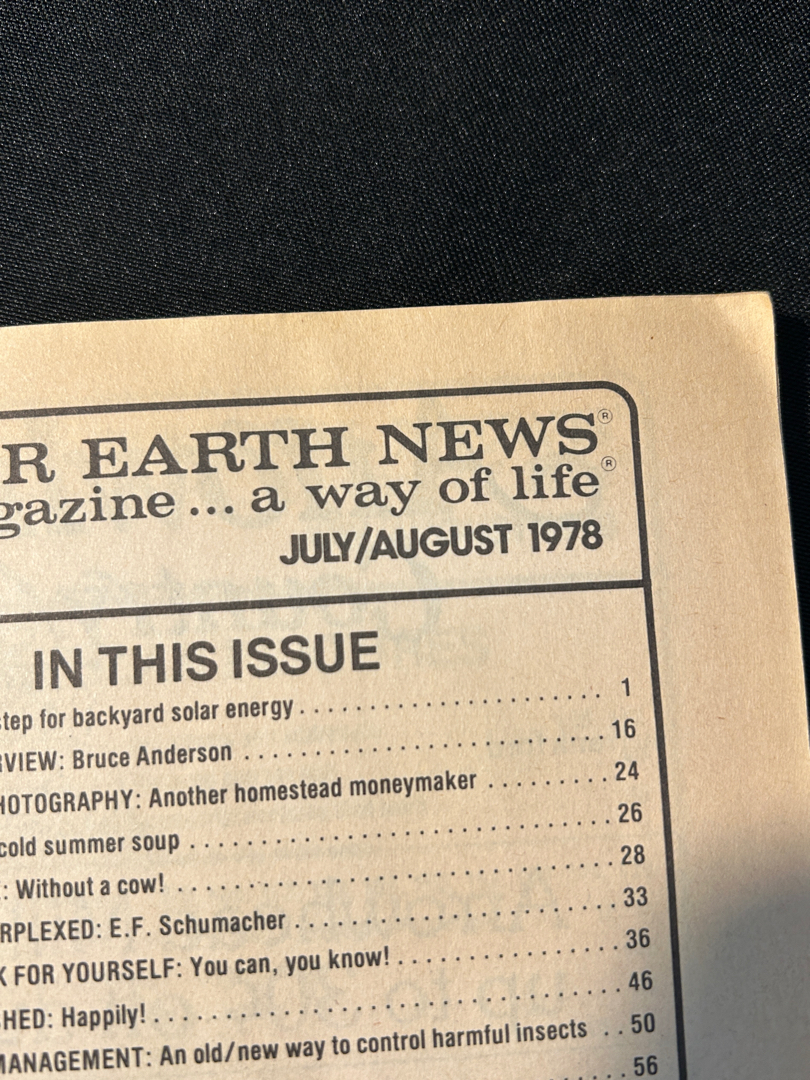 R EARTH NEWS®
gazine... a way of life®
JULY/AUGUST 1978
IN THIS ISSUE
step for backyard solar energy . . . . . . . . . . . . . . . . . . . . . . . 1
RVIEW: Bruce Anderson . . . . . . . . . . . . . . . . . . . . . . . . . . . . 16
HOTOGRAPHY: Another homestead moneymaker . . . . . . . . . 24
cold summer soup . . . . . . . . . . . . . . . . . . . . . . . . . . . . . . . . 26
: Without a cow! . . . . . . . . . . . . . . . . . . . . . . . . . . . . . . . . . 28
RPLEXED: E.F. Schumacher . . . . . . . . . . . . . . . . . . . . . . . . 33
K FOR YOURSELF: You can, you know! . . . . . . . . . . . . . . . . . 36
HED: Happily! . . . . . . . . . . . . . . . . . . . . . . . . . . . . . . . . . . . 46
MANAGEMENT: An old/new way to control harmful insects . . 50
. . . . . 56